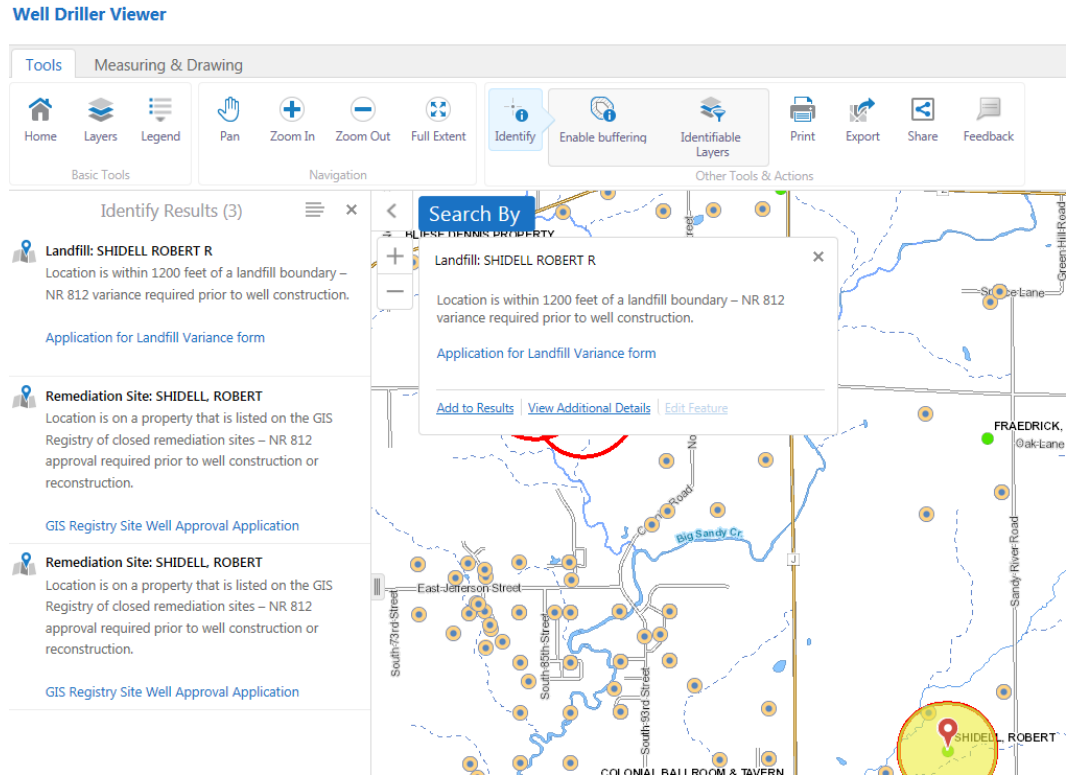 Well Driller Viewer
Tools
Measuring & Drawing
Home
Layers
Legend
Pan
Zoom In
Zoom Out
Full Extent
Identify
Enable buffering
Identifiable
Layers
Print
Export
Share
Feedback
Basic Tools
Navigation
Other Tools & Actions
Identify Results (3)
Landfill: SHIDELL ROBERT R
Location is within 1200 feet of a landfill boundary –
NR 812 variance required prior to well construction.
Application for Landfill Variance form
Remediation Site: SHIDELL, ROBERT
Location is on a property that is listed on the GIS
Registry of closed remediation sites – NR 812
approval required prior to well construction or
reconstruction.
GIS Registry Site Well Approval Application
Remediation Site: SHIDELL, ROBERT
Location is on a property that is listed on the GIS
Registry of closed remediation sites – NR 812
approval required prior to well construction or
reconstruction.
GIS Registry Site Well Approval Application
Search By
BLIESE DENNIS PROPERTY
Landfill: SHIDELL ROBERT R
Location is within 1200 feet of a landfill boundary – NR 812
variance required prior to well construction.
Application for Landfill Variance form
Add to Results
View Additional Details
Edit Feature
Green Hill Road
FRAEDRICK,
Oak Lane
Big Sandy Cr.
J
East Jefferson Street
South 73rd Street
South 85th Street
South 93rd Street
Sandy River Road
SHIDELL, ROBERT
COLONIAL BALLROOM & TAVERN